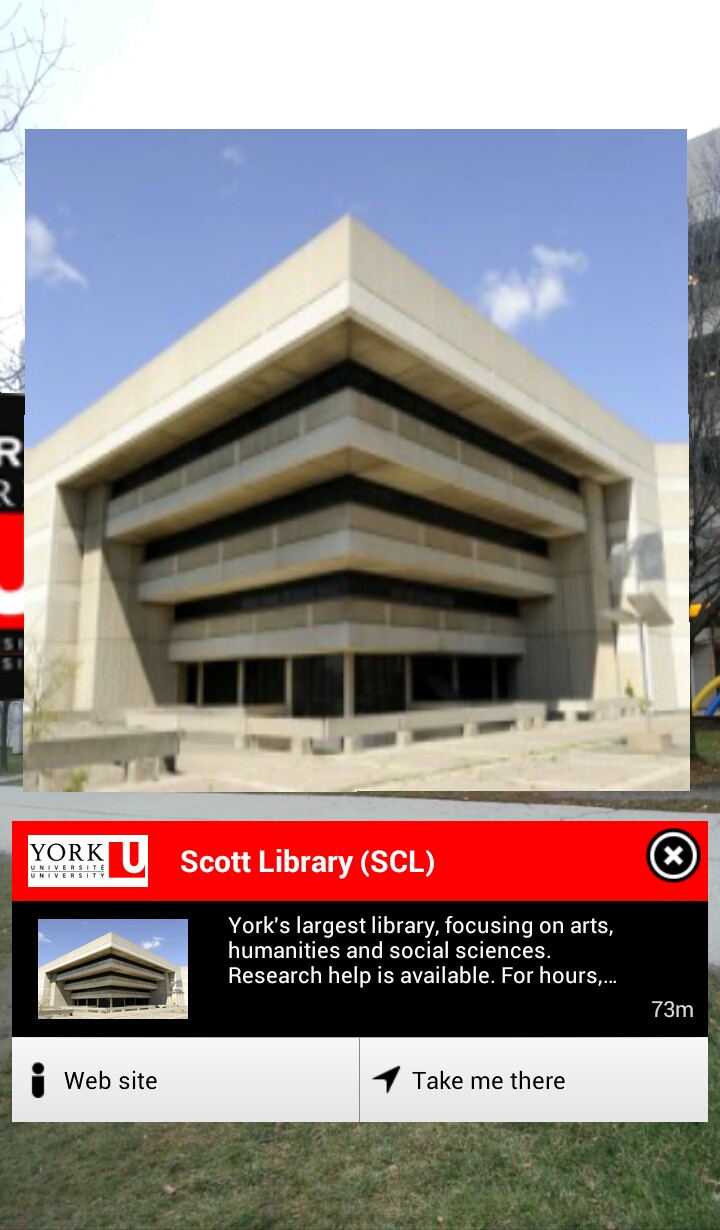 YORK U
UNIVERSITÉ
UNIVERSITY
Scott Library (SCL)
York's largest library, focusing on arts,
humanities and social sciences.
Research help is available. For hours,...
73m
Web site
Take me there